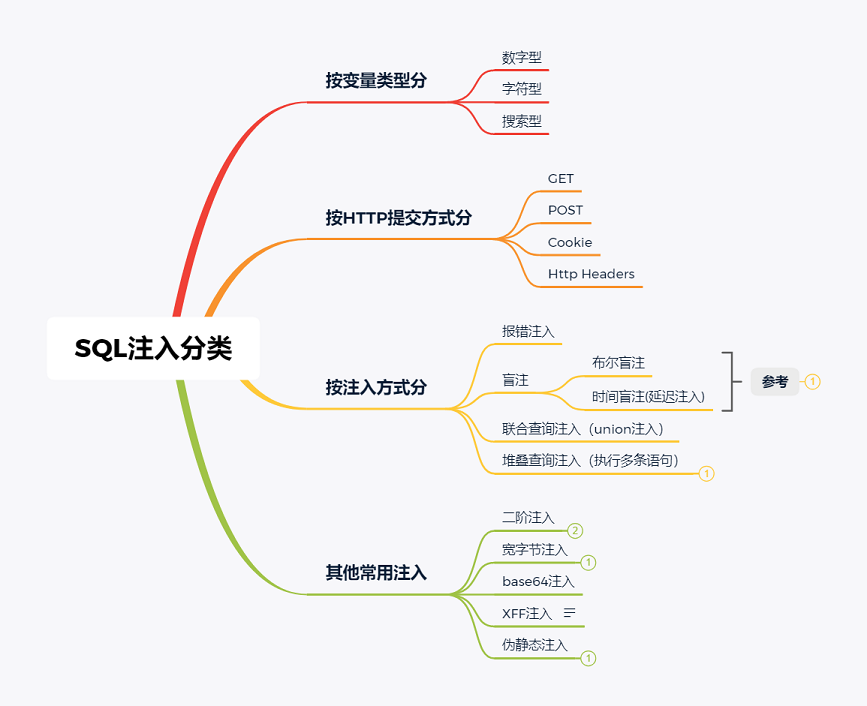 SQL注入分类
按变量类型分
数字型
字符型
搜索型
按HTTP提交方式分
GET
POST
Cookie
Http Headers
按注入方式分
报错注入
盲注
布尔盲注
时间盲注(延迟注入)
参考
1
联合查询注入（union注入）
堆叠查询注入（执行多条语句）
1
其他常用注入
二阶注入
2
宽字节注入
1
base64注入
XFF注入
伪静态注入
1